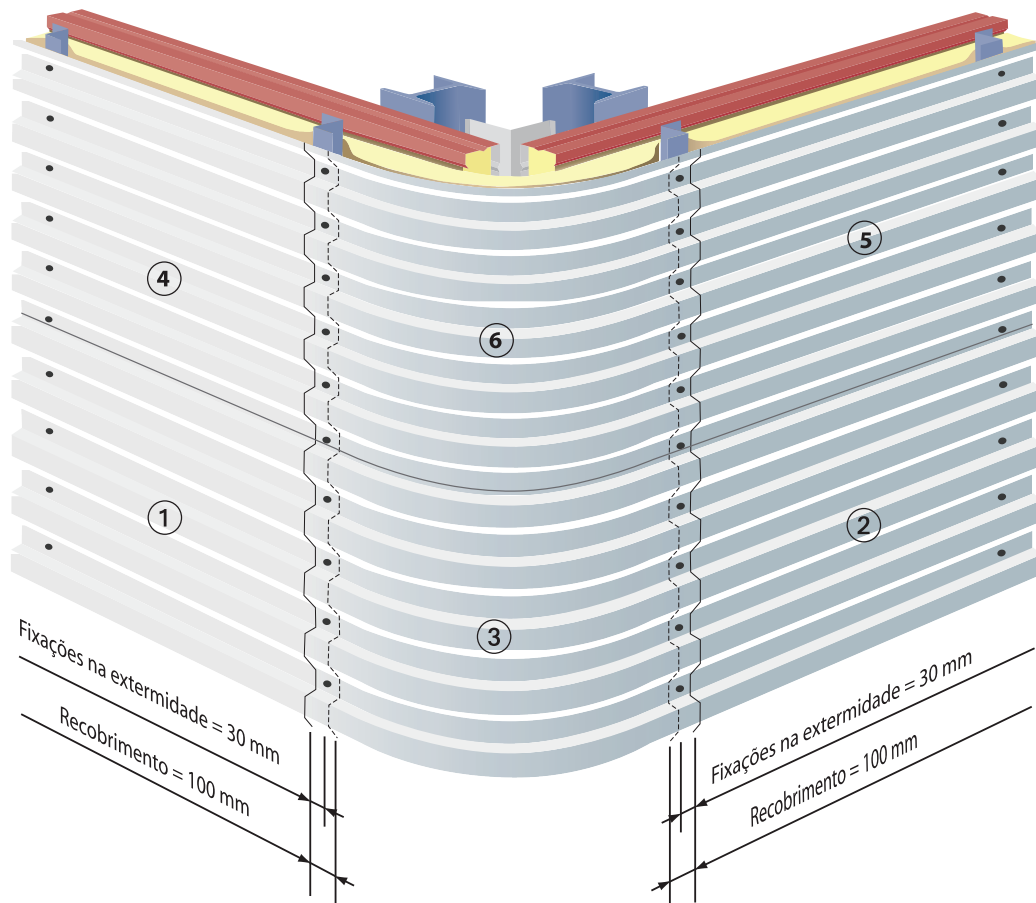 5
4
6
1
2
3
Fixações na extermidade = 30 mm
Recobrimento = 100 mm
Fixações na extermidade = 30 mm
Recobrimento = 100 mm